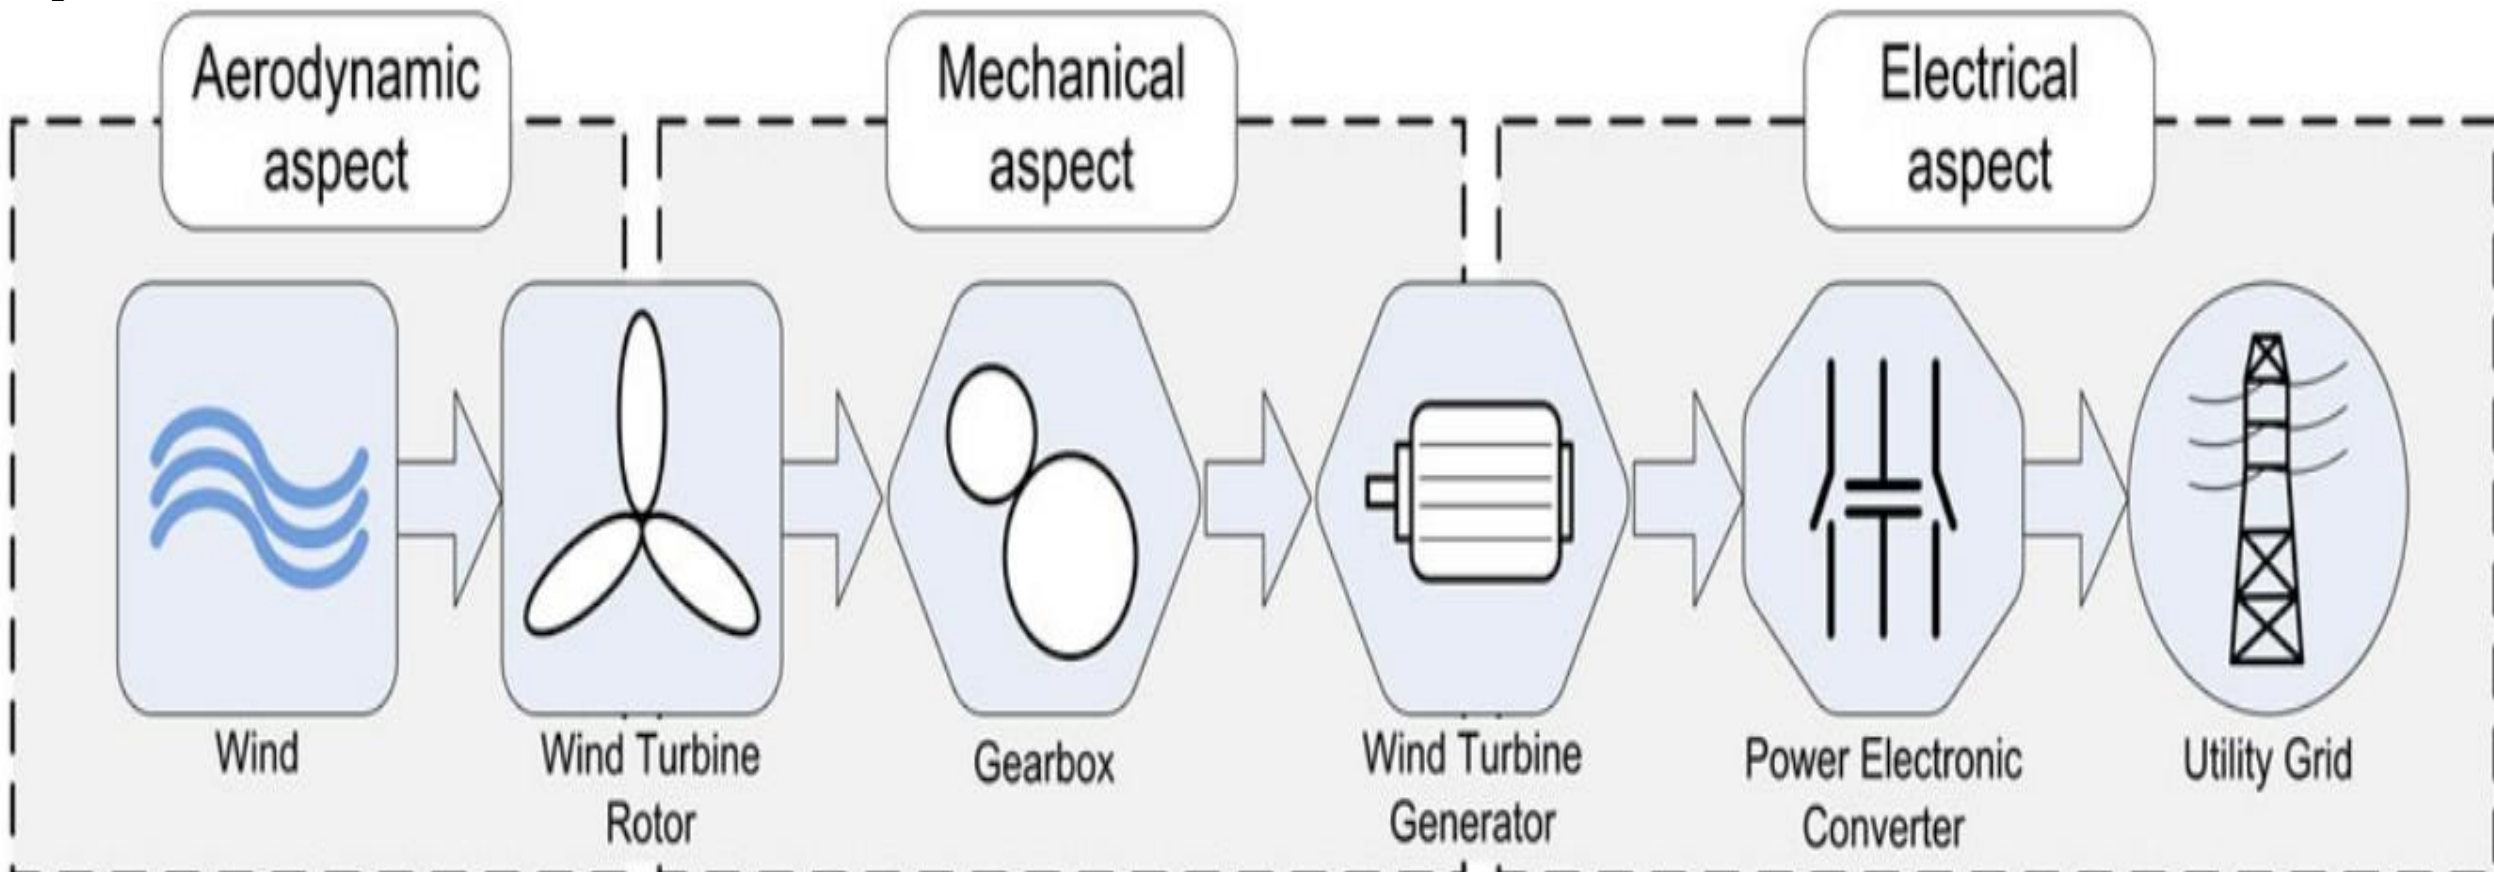 Aerodynamic
aspect
Mechanical
aspect
Electrical
aspect
Wind
Wind Turbine
Rotor
Gearbox
Wind Turbine
Generator
Power Electronic
Converter
Utility Grid